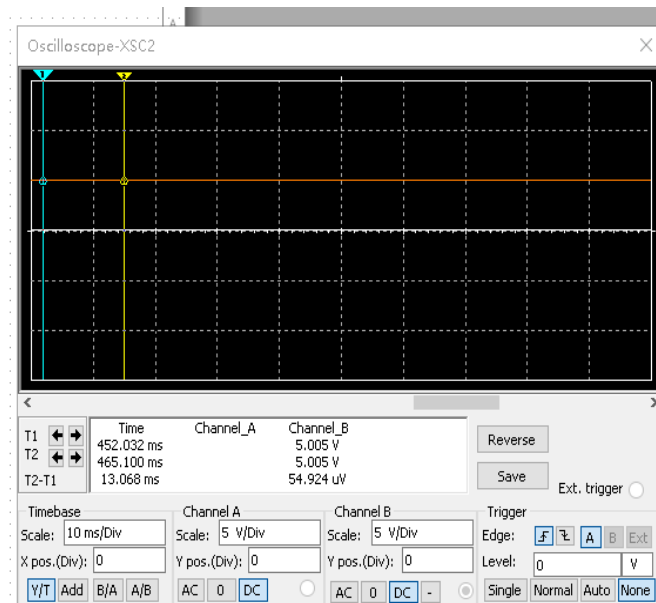 Oscilloscope-XSC2
1
2
T1
T2
T2-T1
Time Channel_A Channel_B
452.032 ms 5.005 V
465.100 ms 5.005 V
13.068 ms 54.924 uV
Reverse
Save
Ext. trigger
Timebase
Scale: 10 ms/Div
X pos.(Div): 0
Y/T Add B/A A/B
Channel A
Scale: 5 V/Div
Y pos.(Div): 0
AC 0 DC
Channel B
Scale: 5 V/Div
Y pos.(Div): 0
AC 0 DC -
Trigger
Edge: A B Ext
Level: 0 V
Single Normal Auto None